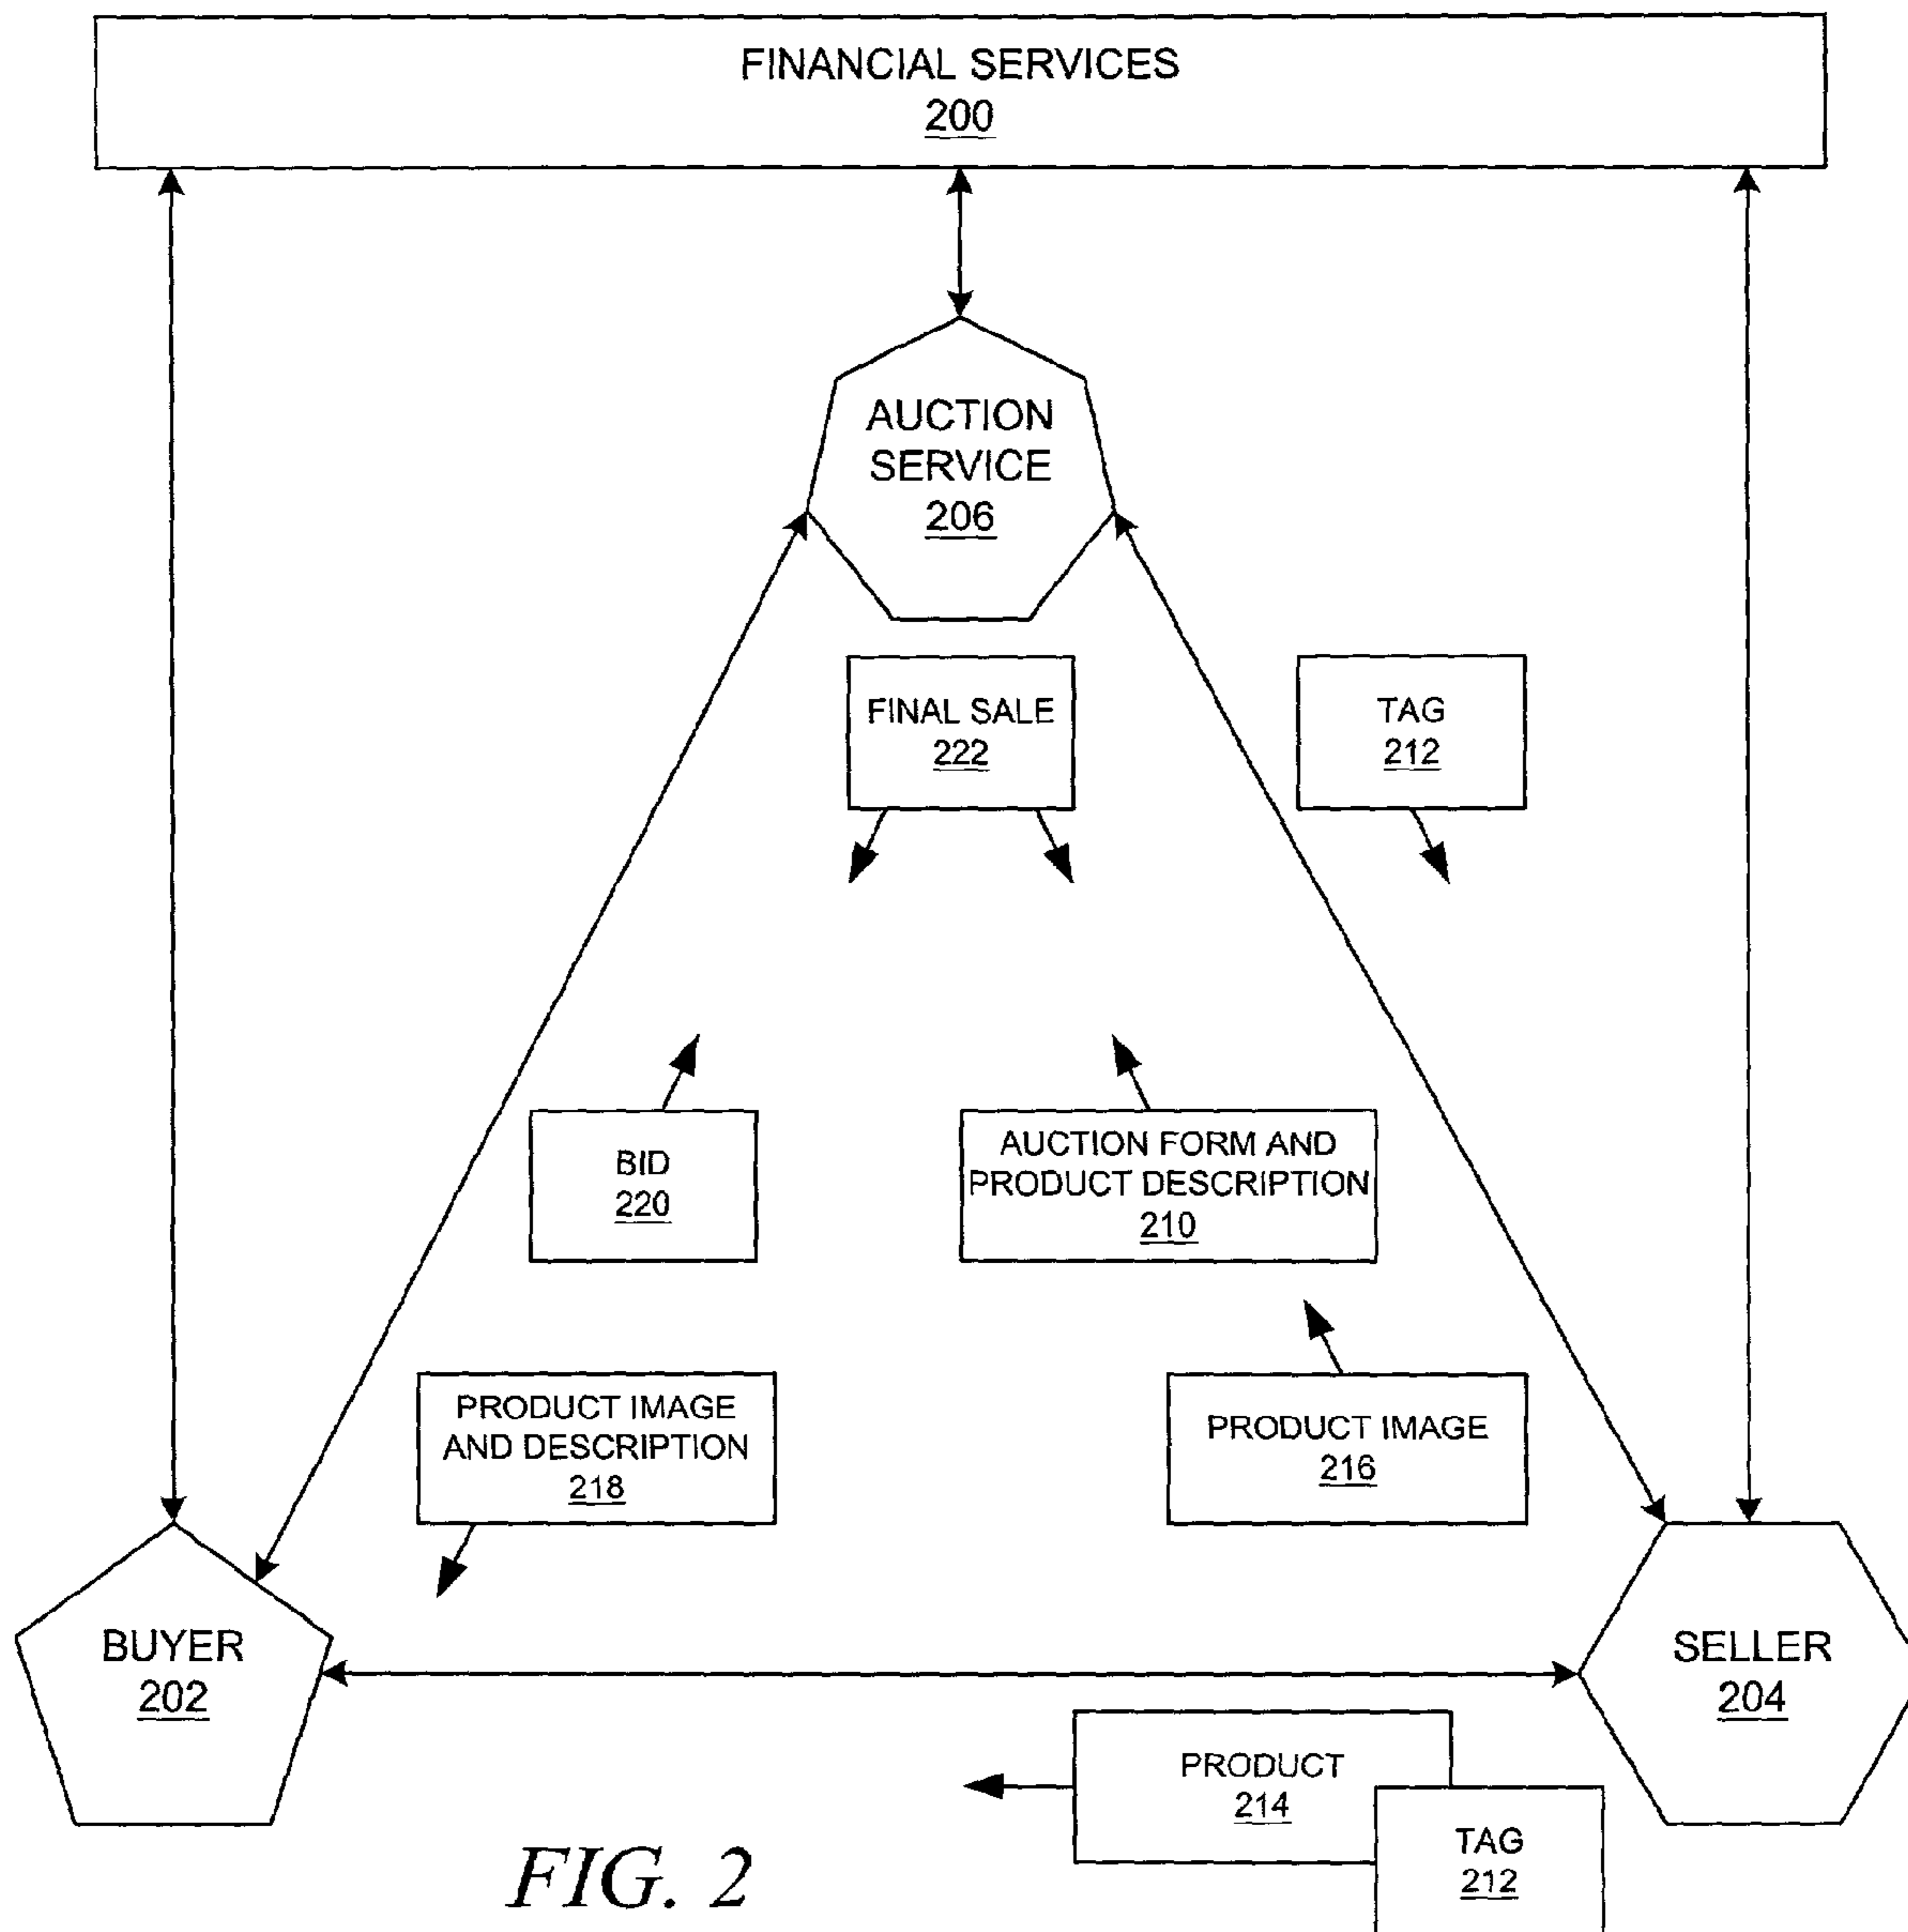 FINANCIAL SERVICES
200
AUCTION
SERVICE
206
FINAL SALE
222
TAG
212
BID
220
AUCTION FORM AND
PRODUCT DESCRIPTION
210
PRODUCT IMAGE
AND DESCRIPTION
218
PRODUCT IMAGE
216
BUYER
202
SELLER
204
PRODUCT
214
TAG
212
FIG. 2